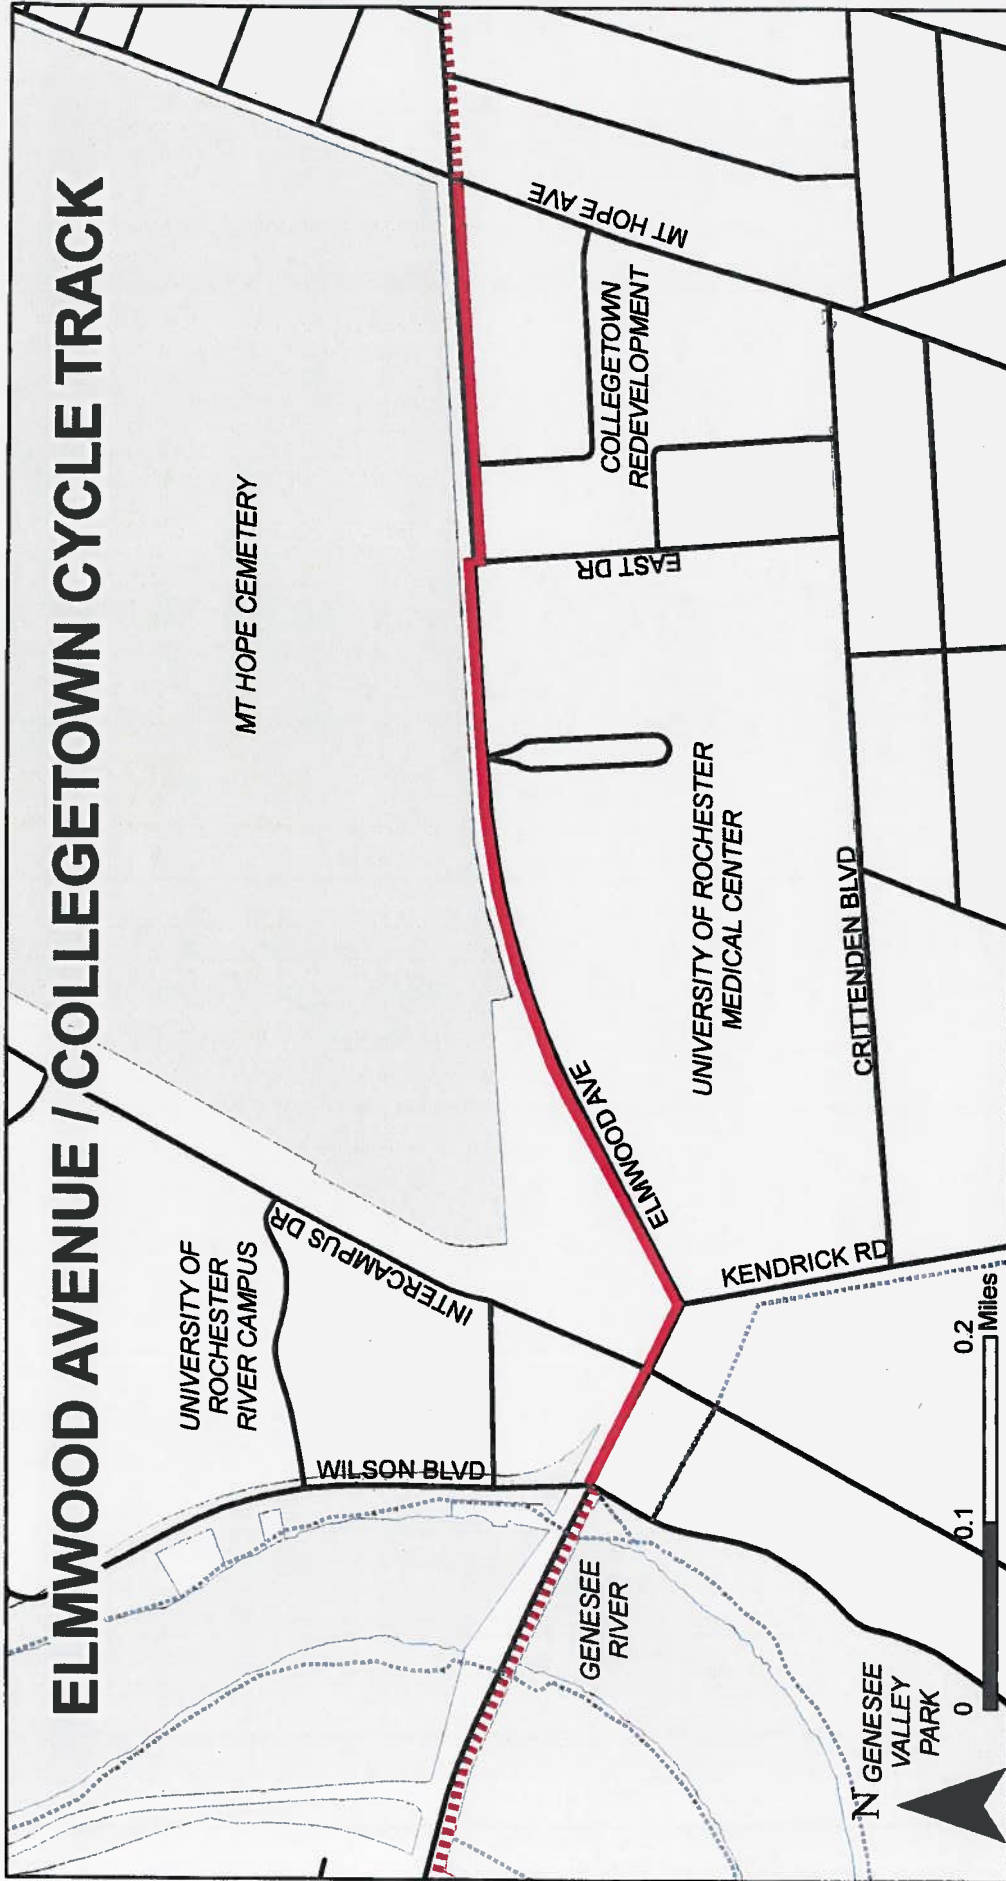 ELMWOOD AVENUE / COLLEGETOWN CYCLE TRACK
MT HOPE CEMETERY
UNIVERSITY OF
ROCHESTER
RIVER CAMPUS
INTERCAMPUS DR
WILSON BLVD
MT HOPE AVE
COLLEGETOWN
REDEVELOPMENT
EAST DR
ELMWOOD AVE
UNIVERSITY OF ROCHESTER
MEDICAL CENTER
GENESEE
RIVER
KENDRICK RD
CRITTENDEN BLVD
GENESEE
VALLEY
PARK
N
0 0.1 0.2
Miles